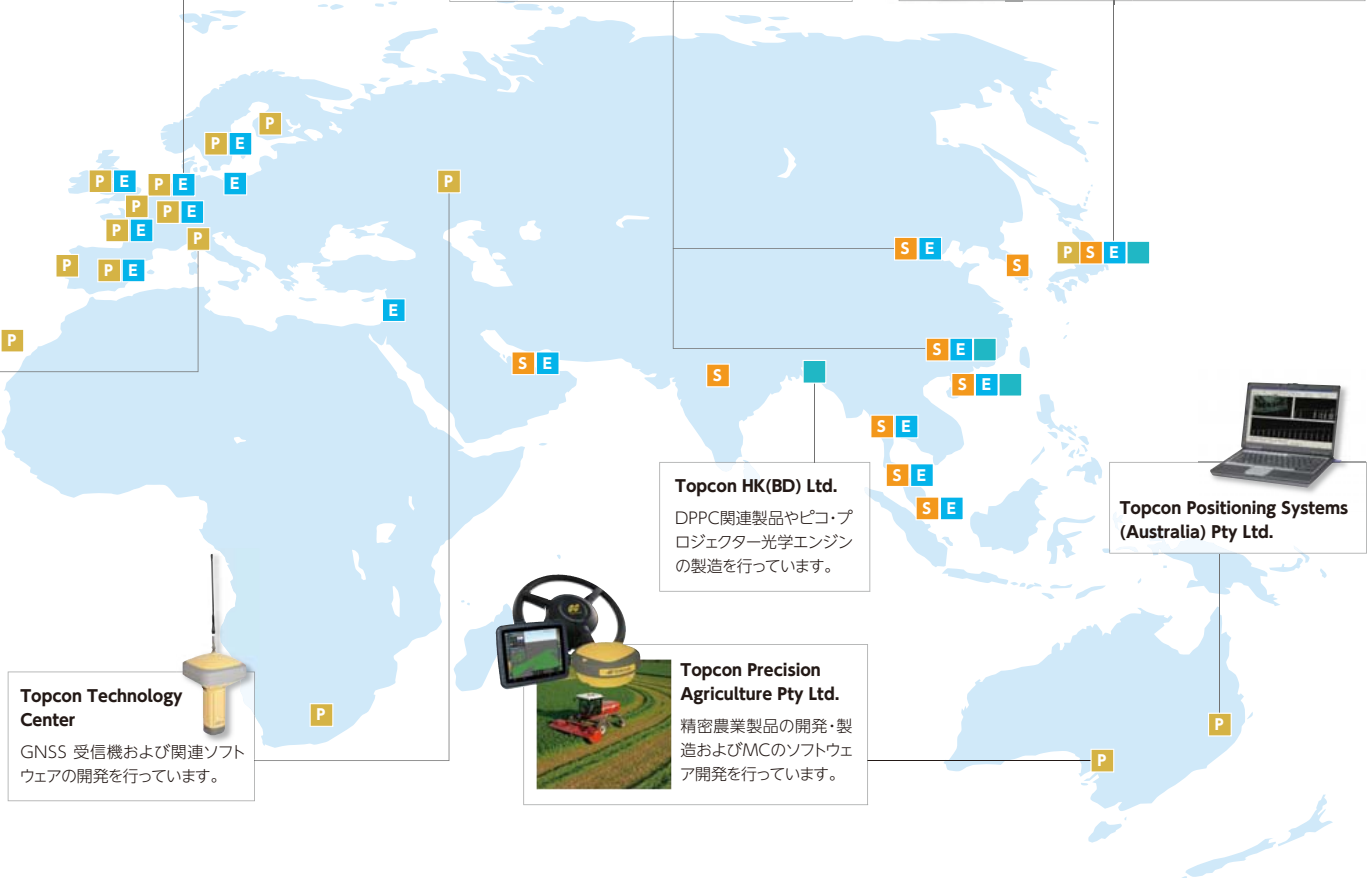 P
P E
P E
P E
E
P
P
P E
P E
P
P
P E
S E
S
P S E
E
P
S E
S E
S
S E
S E
S E
S E
Topcon HK(BD) Ltd.
DPPC関連製品やピコ・プ
ロジェクター光学エンジン
の製造を行っています。
Topcon Positioning Systems
(Australia) Pty Ltd.
Topcon Technology
Center
GNSS 受信機および関連ソフト
ウェアの開発を行っています。
P
Topcon Precision
Agriculture Pty Ltd.
精密農業製品の開発・製
造およびMCのソフトウェ
ア開発を行っています。
P
P